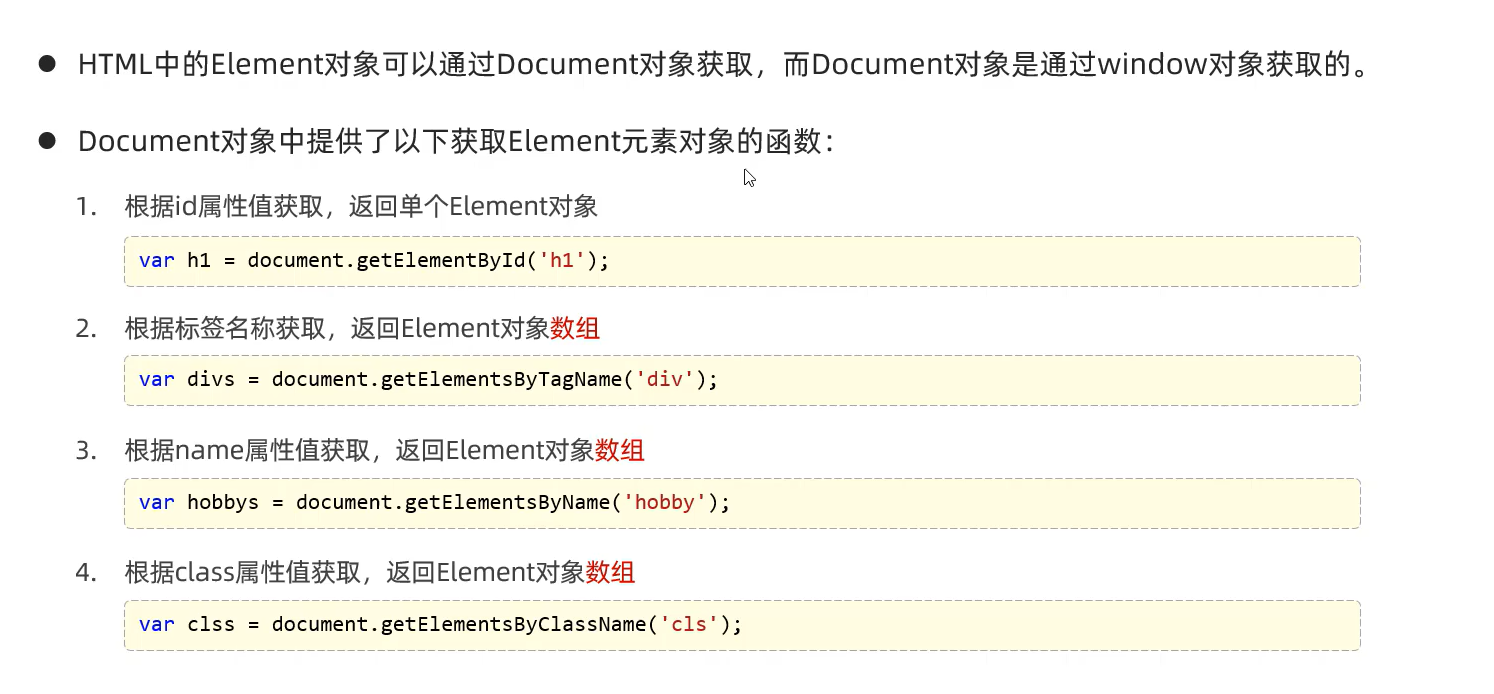 ● HTML中的Element对象可以通过Document对象获取，而Document对象是通过window对象获取的。
● Document对象中提供了以下获取Element元素对象的函数：
1. 根据id属性值获取，返回单个Element对象
var h1 = document.getElementById('h1');
2. 根据标签名称获取，返回Element对象数组
var divs = document.getElementsByTagName('div');
3. 根据name属性值获取，返回Element对象数组
var hobbys = document.getElementsByName('hobby');
4. 根据class属性值获取，返回Element对象数组
var clss = document.getElementsByClassName('cls');